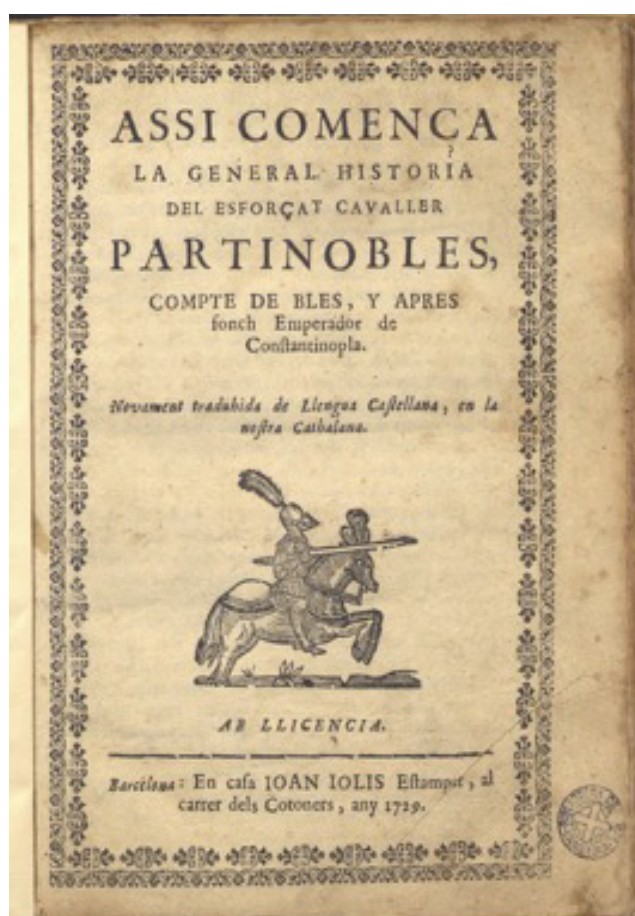 ASSI COMENÇA
LA GENERAL HISTORIA
DEL ESFORÇAT CAVALLER
PARTINOBLES,
COMPTE DE BLES, Y APRES
fonch Emperador de
Conſtantinopla.
Novament traduhida de Llengua Caſtellana, en la
noſtra Cathalana.
AB LLICENCIA.
Barcelona: En caſa IOAN IOLIS Eſtamper, al
carrer dels Cotoners, any 1729.